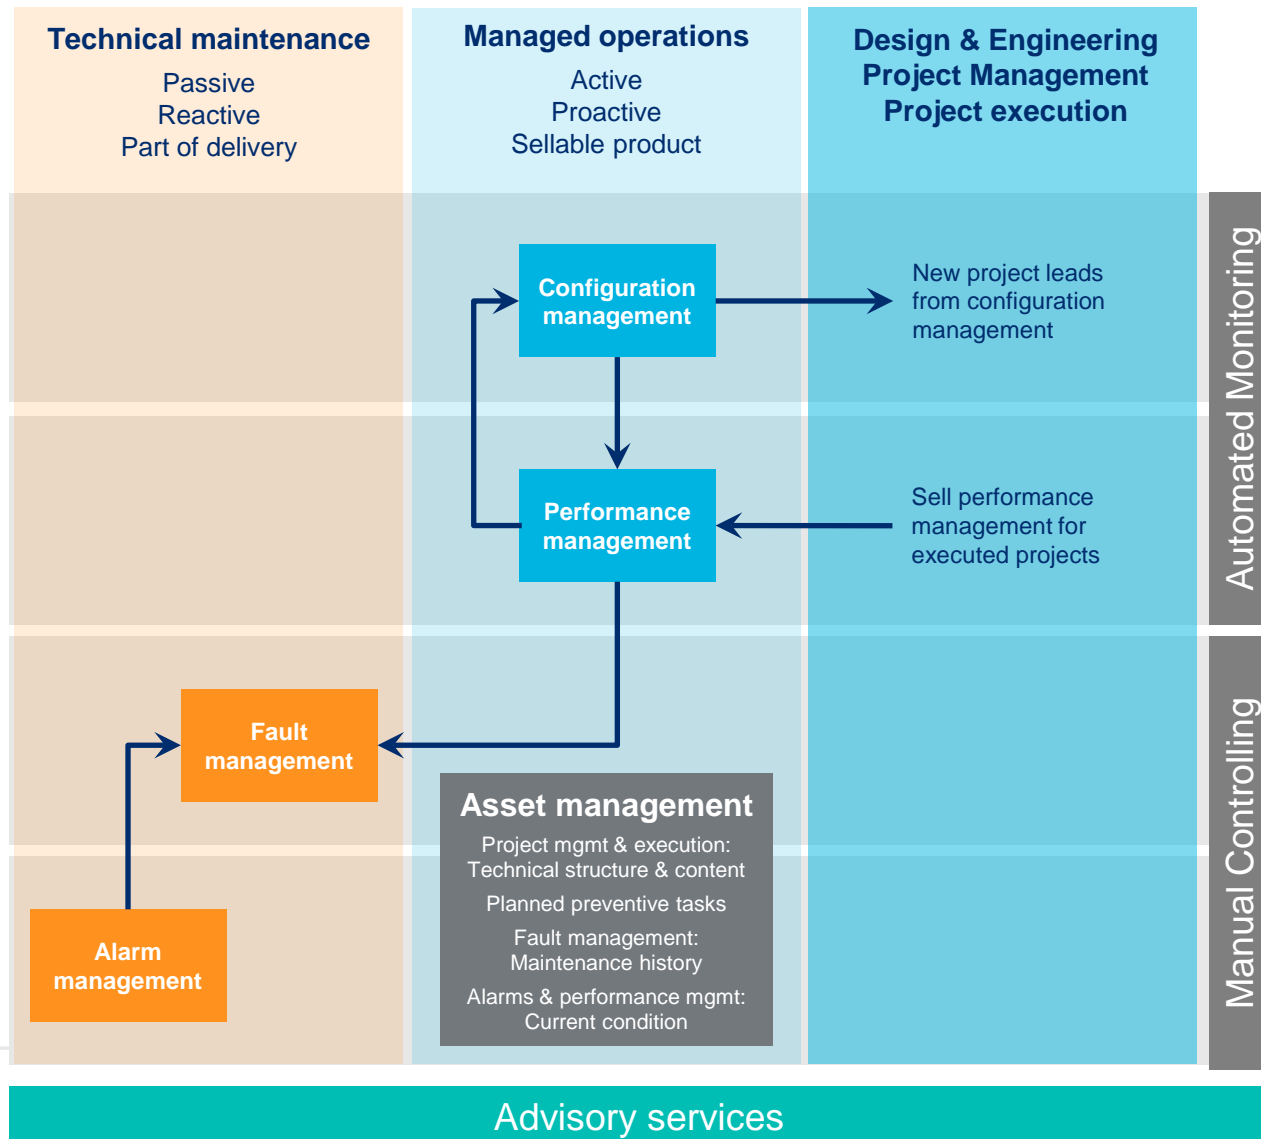 Technical maintenance
Passive
Reactive
Part of delivery
Managed operations
Active
Proactive
Sellable product
Design & Engineering
Project Management
Project execution
Configuration
management
New project leads
from configuration
management
Performance
management
Sell performance
management for
executed projects
Automated Monitoring
Fault
management
Alarm
management
Asset management
Project mgmt & execution:
Technical structure & content
Planned preventive tasks
Fault management:
Maintenance history
Alarms & performance mgmt:
Current condition
Manual Controlling
Advisory services